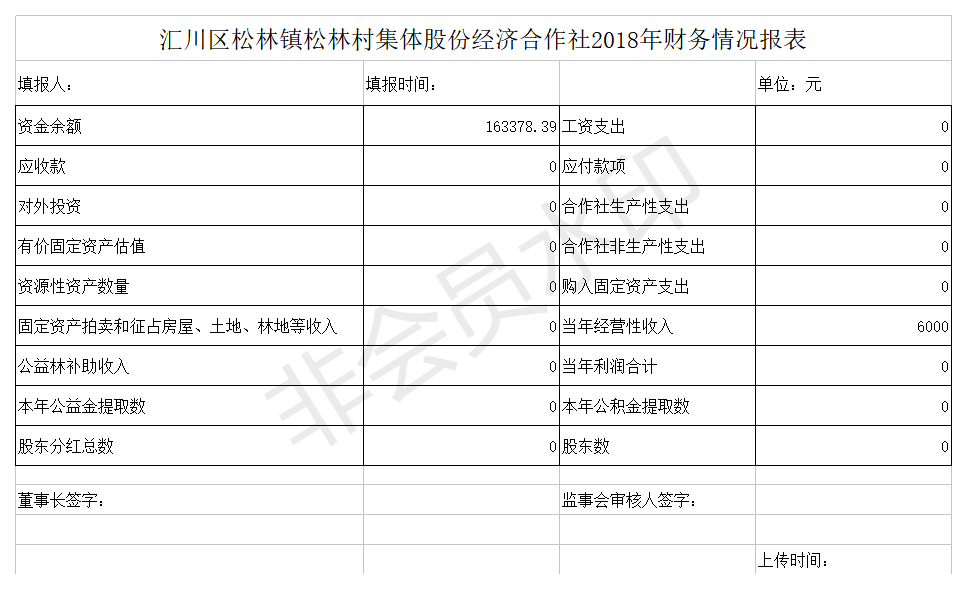 汇川区松林镇松林村集体股份经济合作社2018年财务情况报表
填报人： 填报时间： 单位：元
资金余额 163378.39 工资支出 0
应收款 0 应付款项 0
对外投资 0 合作社生产性支出 0
有价固定资产估值 0 合作社非生产性支出 0
资源性资产数量 0 购入固定资产支出 0
固定资产拍卖和征占房屋、土地、林地等收入 0 当年经营性收入 6000
公益林补助收入 0 当年利润合计 0
本年公益金提取数 0 本年公积金提取数 0
股东分红总数 0 股东数 0
董事长签字： 监事会审核人签字：
上传时间：
非会员水印